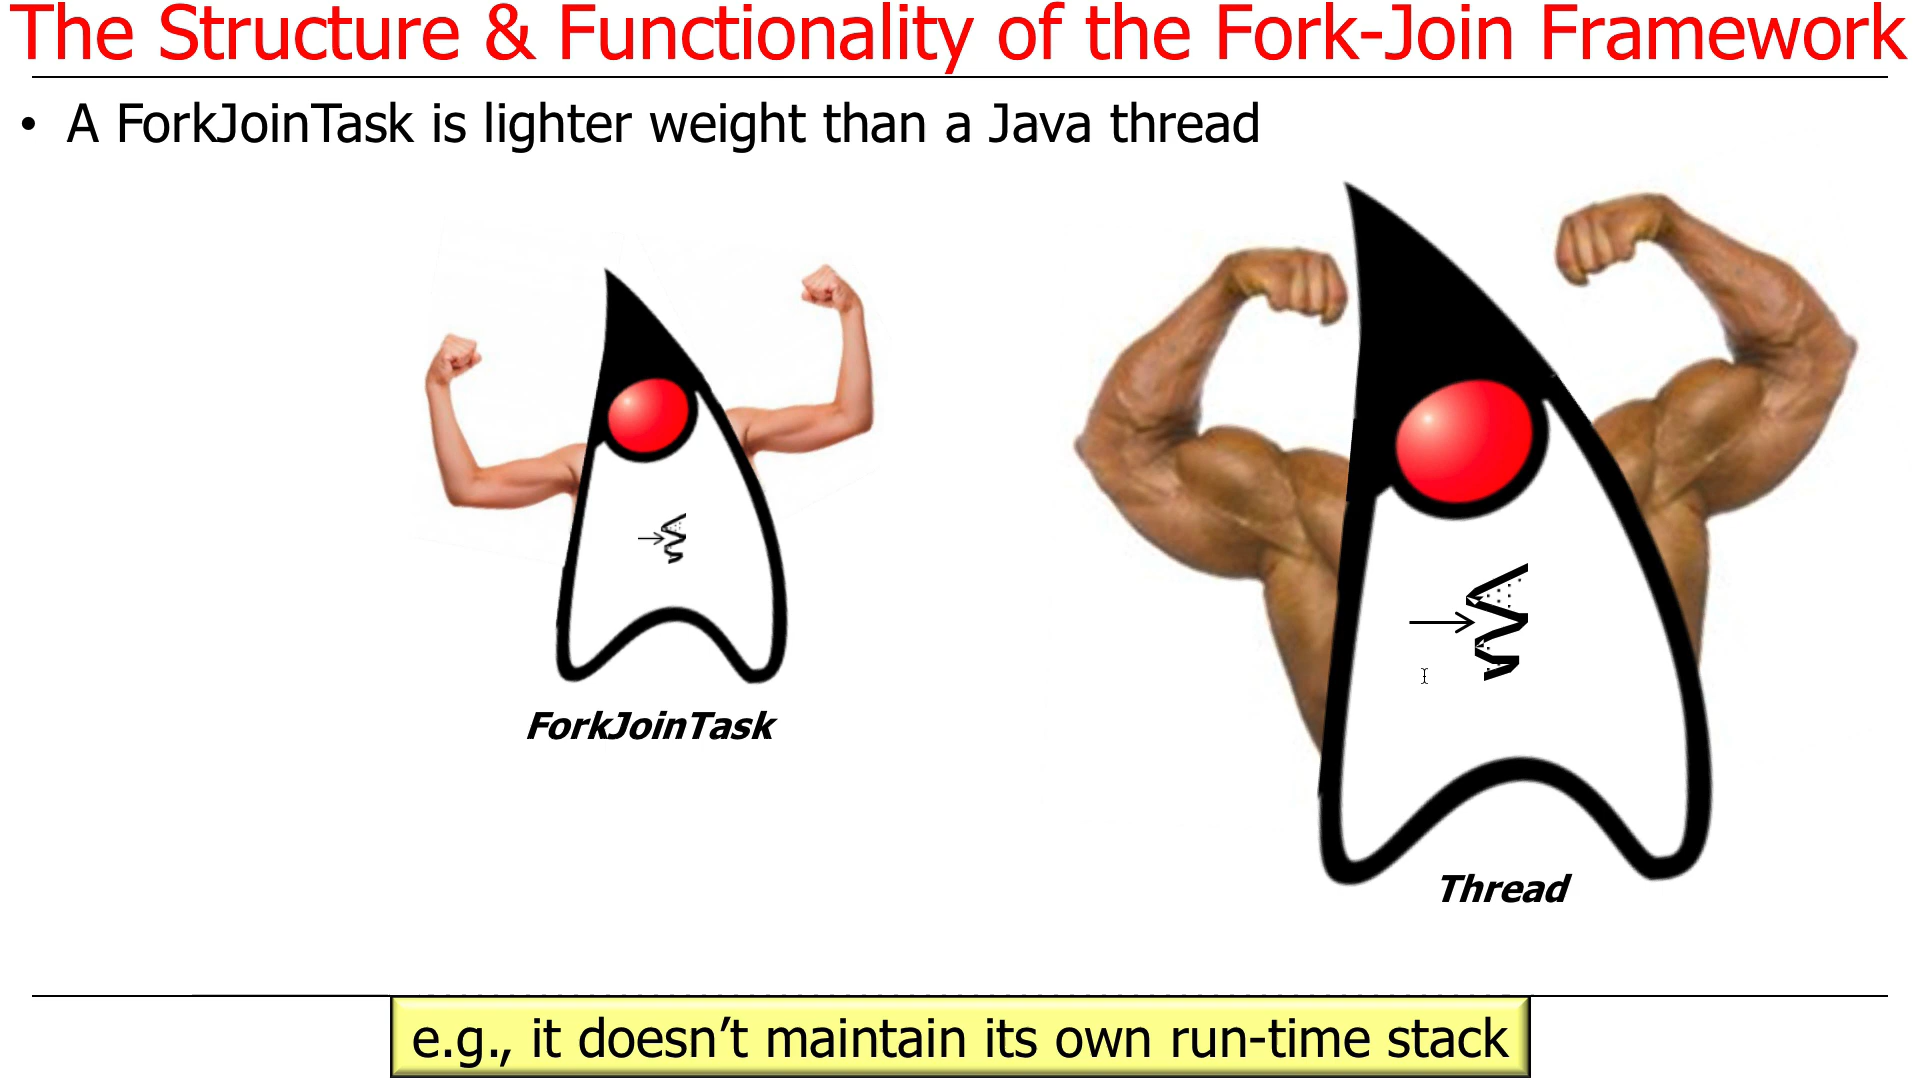 The Structure & Functionality of the Fork-Join Framework
• A ForkJoinTask is lighter weight than a Java thread
ForkJoinTask
Thread
e.g., it doesn’t maintain its own run-time stack